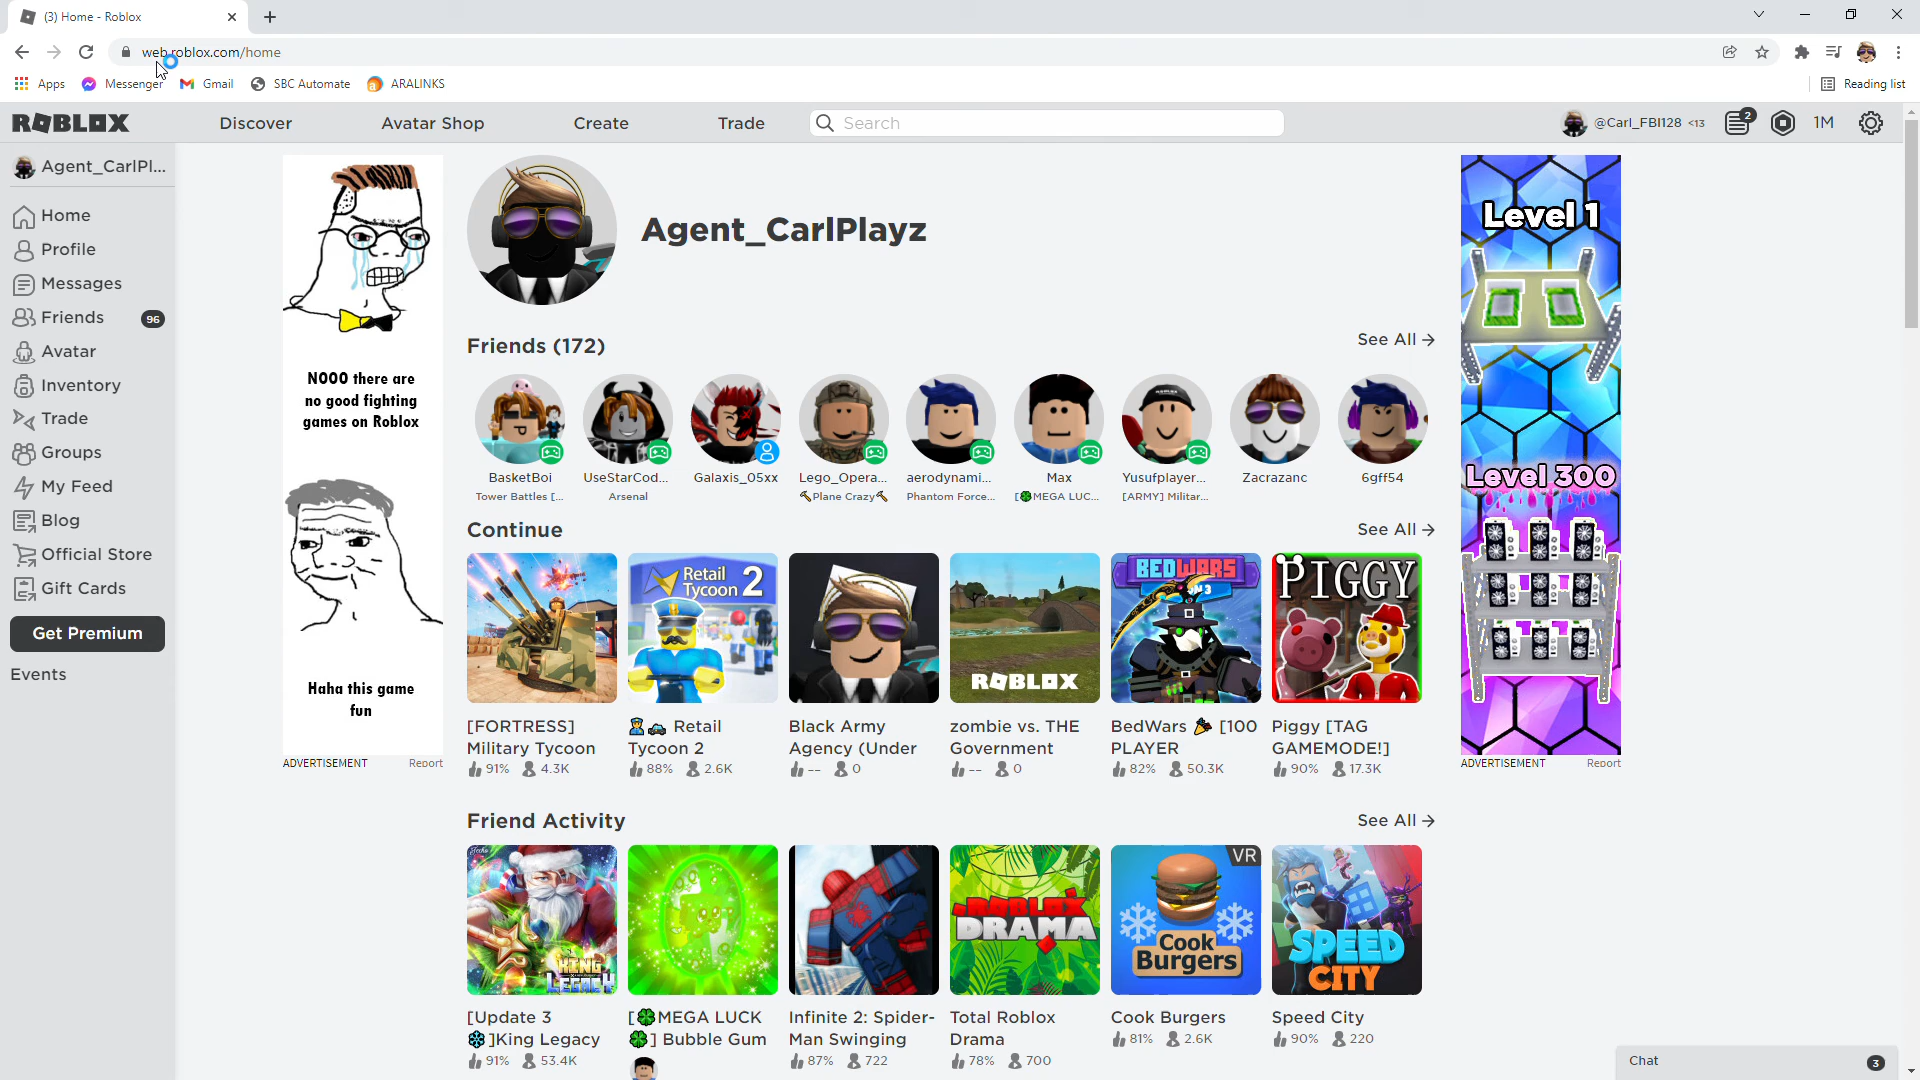 (3) Home - Roblox
web.roblox.com/home
Apps
Messenger
Gmail
SBC Automate
ARALINKS
Reading list
ROBLOX
Discover
Avatar Shop
Create
Trade
Search
@Carl_FBI128 <13
2
1M
Agent_CarlPl...
Home
Profile
Messages
Friends
96
Avatar
Inventory
Trade
Groups
My Feed
Blog
Official Store
Gift Cards
Get Premium
Events
NOOO there are
no good fighting
games on Roblox
Haha this game
fun
ADVERTISEMENT
Report
Agent_CarlPlayz
Friends (172)
See All →
BasketBoi
UseStarCod...
Galaxis_05xx
Lego_Opera...
aerodynami...
Max
Yusufplayer...
Zacrazanc
6gff54
Tower Battles [...
Arsenal
🔨Plane Crazy🔨
Phantom Force...
[🍀MEGA LUC...
[ARMY] Militar...
Continue
See All →
Retail
Tycoon 2
ROBLOX
BEDWARS
PIGGY
[FORTRESS]
Military Tycoon
91% 4.3K
👮🚓 Retail
Tycoon 2
88% 2.6K
Black Army
Agency (Under
-- 0
zombie vs. THE
Government
-- 0
BedWars 🎉 [100
PLAYER
82% 50.3K
Piggy [TAG
GAMEMODE!]
90% 17.3K
Friend Activity
See All →
KING
LEGACY
ROBLOX
DRAMA
VR
Cook
Burgers
SPEED
CITY
[Update 3
❄️]King Legacy
91% 53.4K
[🍀MEGA LUCK
🍀] Bubble Gum
Infinite 2: Spider-
Man Swinging
87% 722
Total Roblox
Drama
78% 700
Cook Burgers
81% 2.6K
Speed City
90% 220
Level 1
Level 300
ADVERTISEMENT
Report
Chat
3